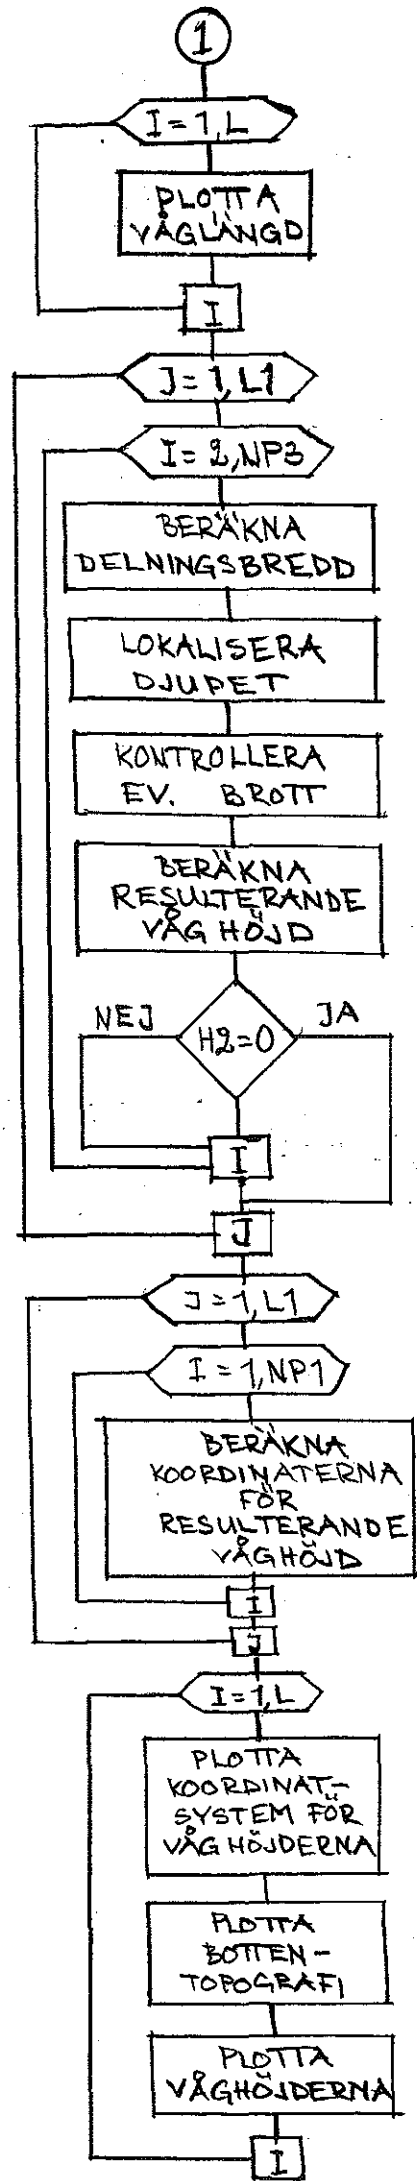 1
I = 1, L
PLOTTA
VÅGLÄNGD
I
J = 1, L1
I = 2, NP3
BERÄKNA
DELNINGSBREDD
LOKALISERA
DJUPET
KONTROLLERA
EV. BROTT
BERÄKNA
RESULTERANDE
VÅG HÖJD
NEJ
H2=0
JA
I
J
J = 1, L1
I = 1, NP1
BERÄKNA
KOORDINATERNA
FÖR
RESULTERANDE
VÅGHÖJD
I
J
I = 1, L
PLOTTA
KOORDINAT-
SYSTEM FÖR
VÅG HÖJDERNA
PLOTTA
BOTTEN-
TOPOGRAFI
PLOTTA
VÅGHÖJDERNA
I